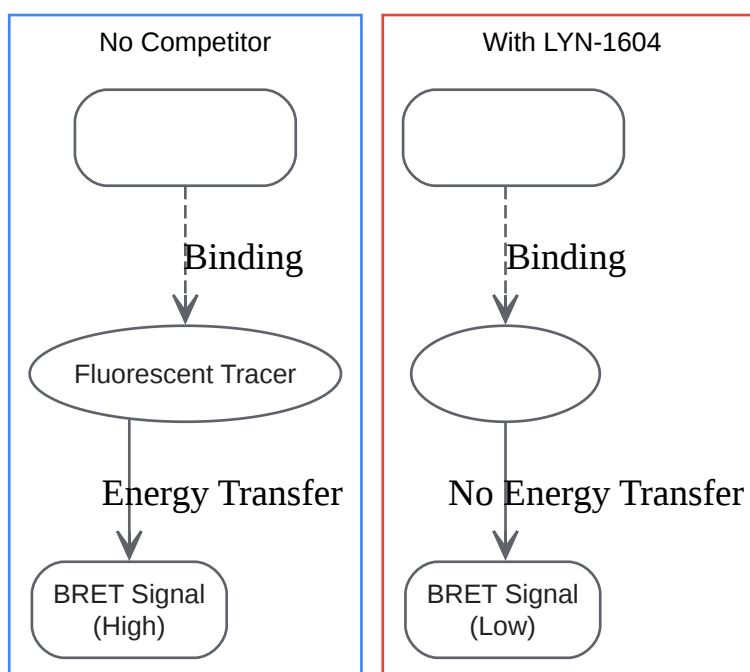 No Competitor
Binding
Fluorescent Tracer
Energy Transfer
BRET Signal
(High)
With LYN-1604
Binding
No Energy Transfer
BRET Signal
(Low)